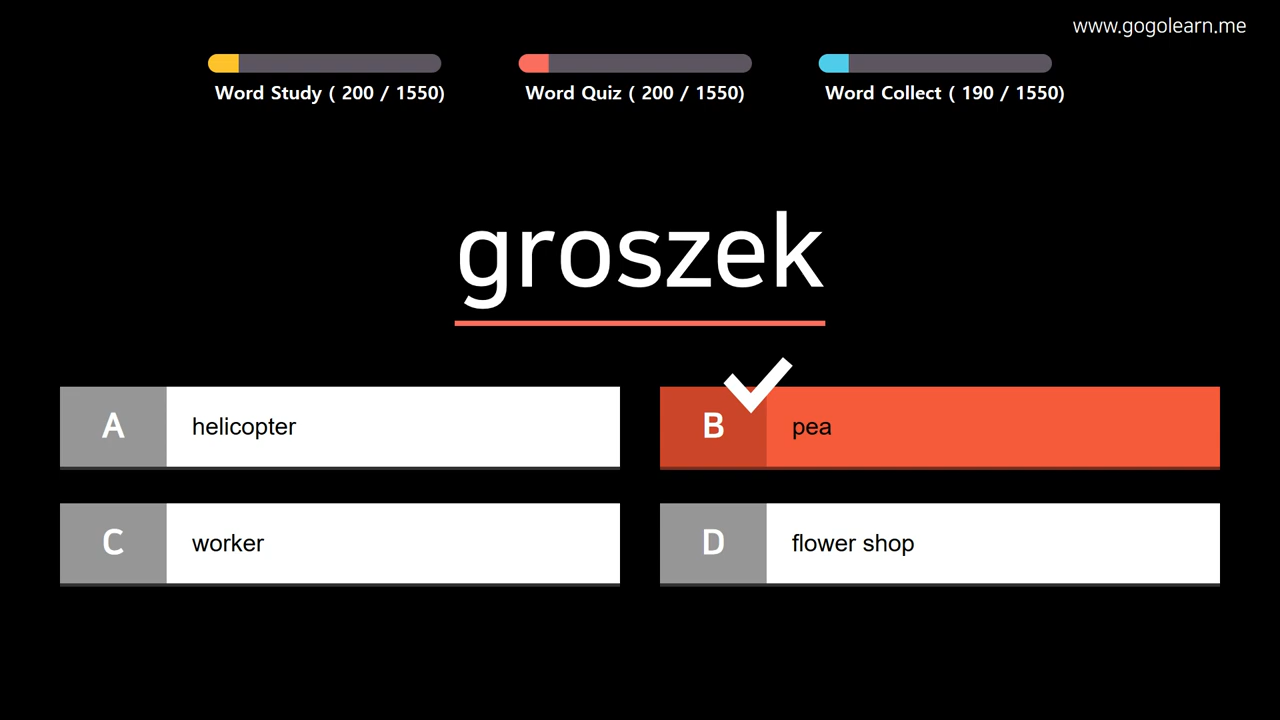 www.gogolearn.me
Word Study ( 200 / 1550)
Word Quiz ( 200 / 1550)
Word Collect ( 190 / 1550)
groszek
A helicopter
B pea
C worker
D flower shop